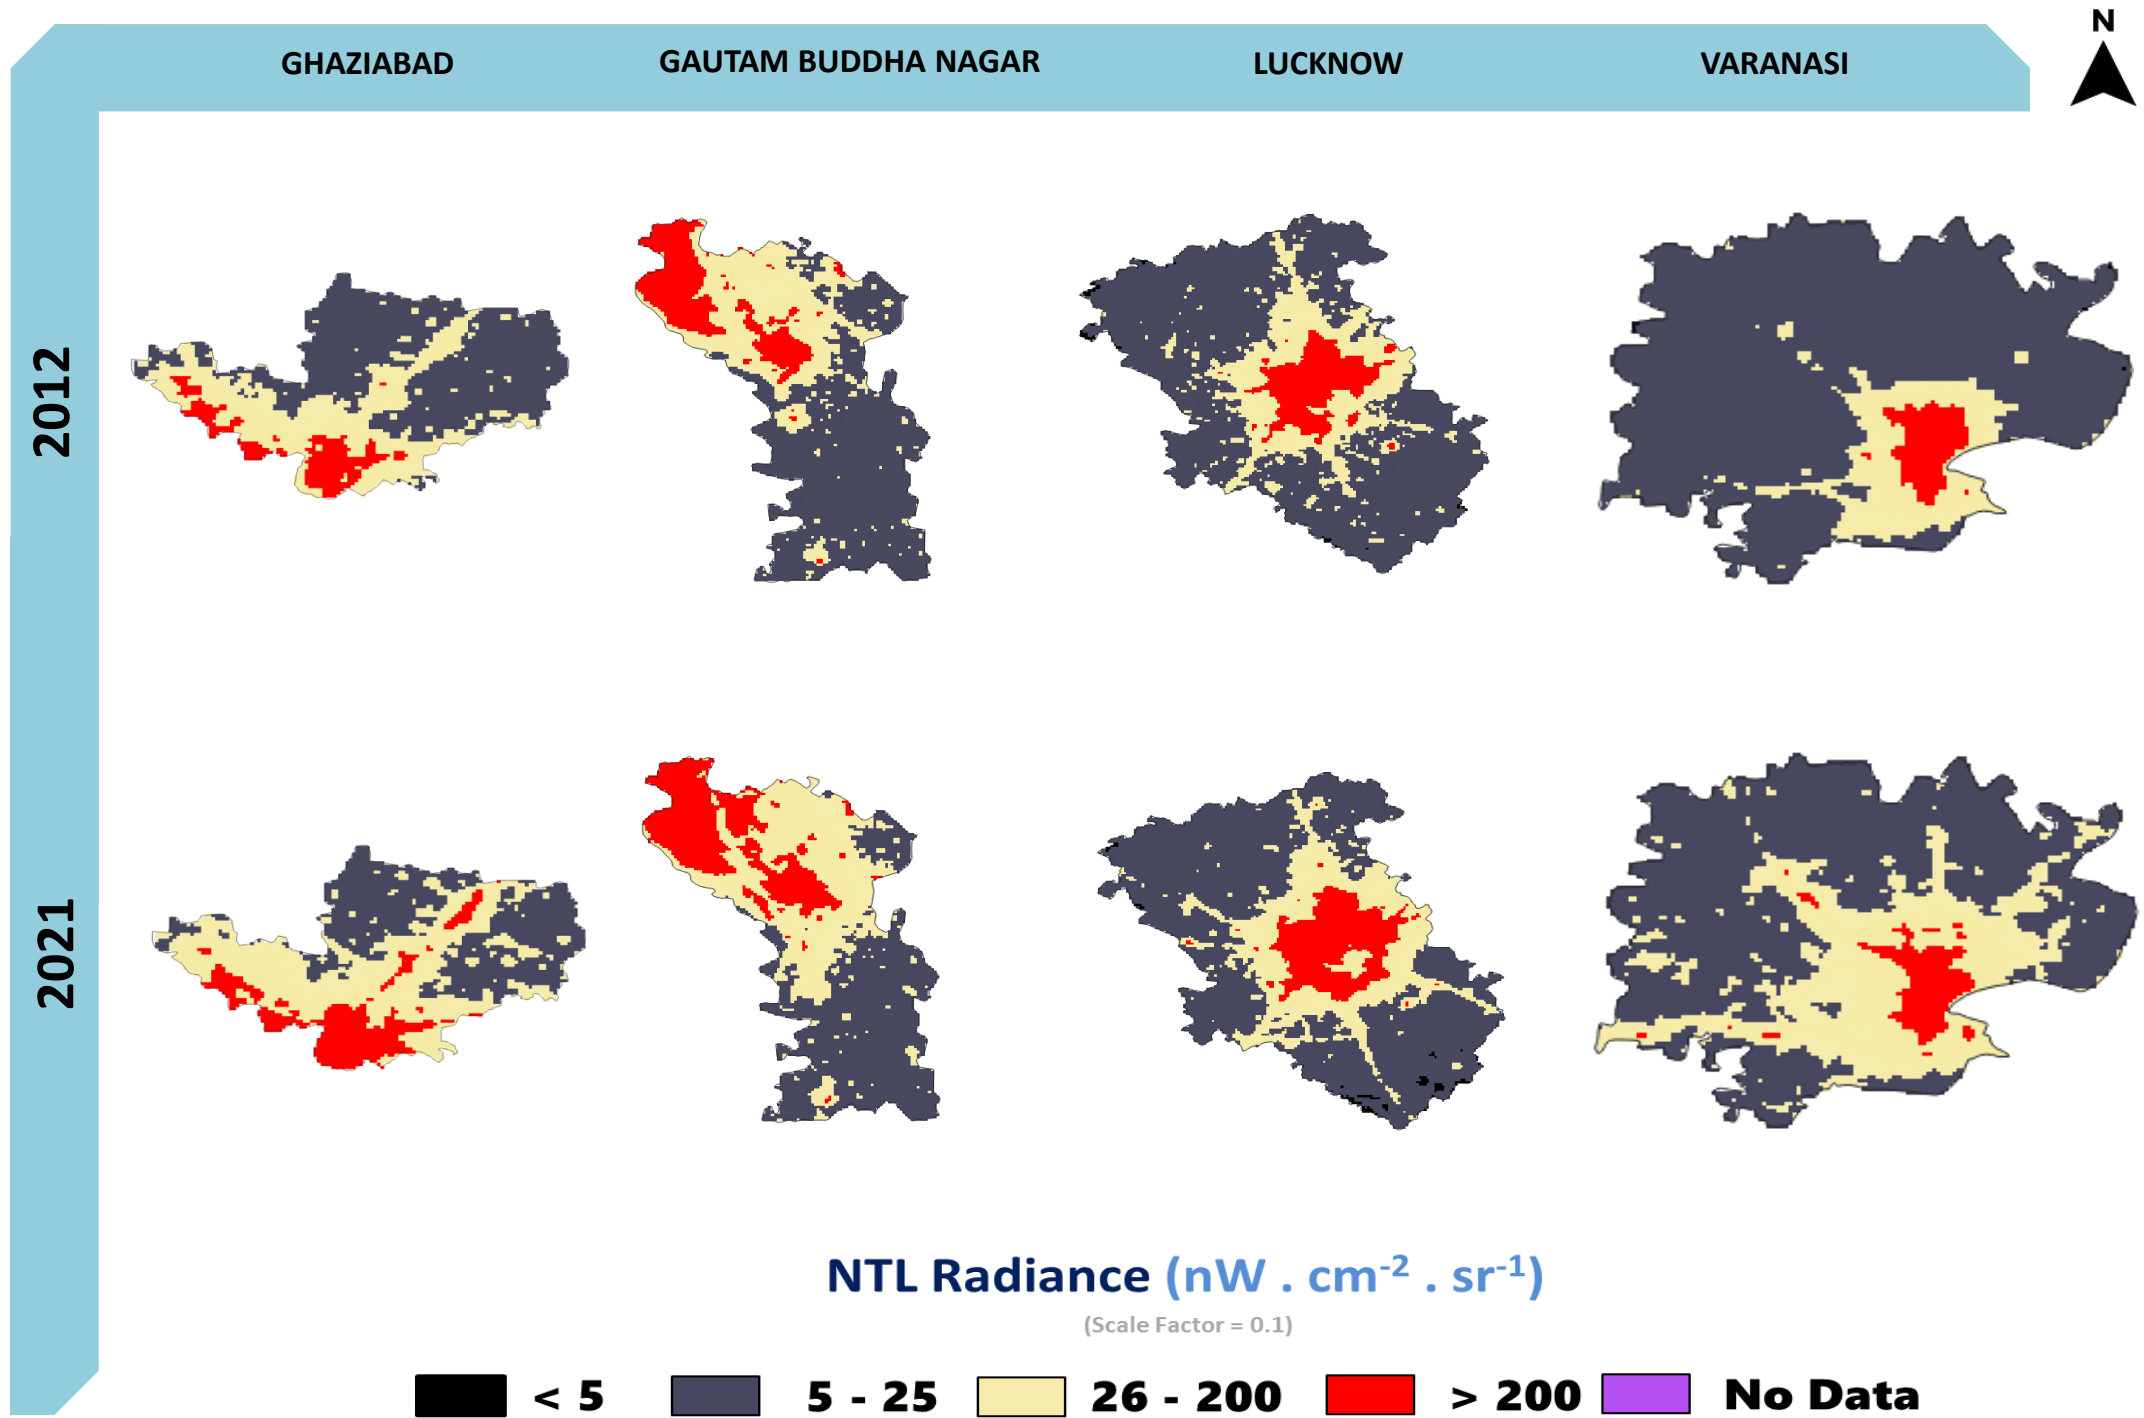 N
GHAZIABAD GAUTAM BUDDHA NAGAR LUCKNOW VARANASI
2012
2021
NTL Radiance (nW . cm⁻² . sr⁻¹)
(Scale Factor = 0.1)
< 5 5 - 25 26 - 200 > 200 No Data